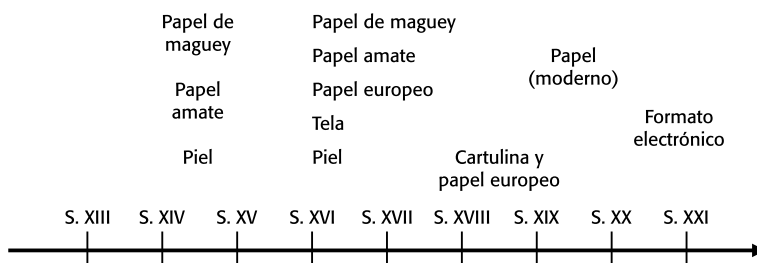 Papel de
maguey
Papel
amate
Piel
Papel de maguey
Papel amate
Papel europeo
Tela
Piel
Cartulina y
papel europeo
Papel
(moderno)
Formato
electrónico
S. XIII S. XIV S. XV S. XVI S. XVII S. XVIII S. XIX S. XX S. XXI